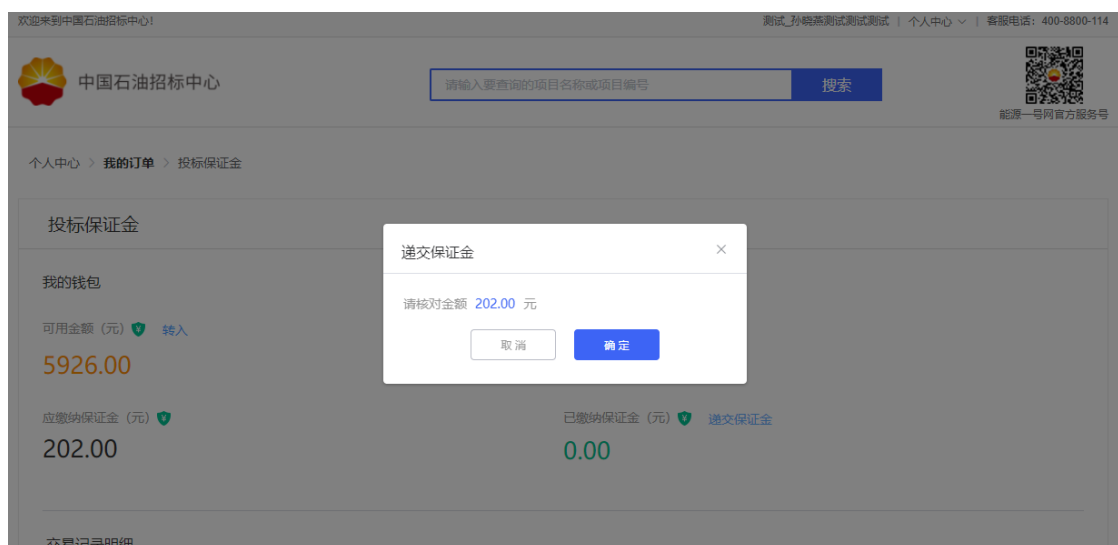 欢迎来到中国石油招标中心！
测试_孙晓燕测试测试测试 | 个人中心 | 客服电话：400-8800-114
中国石油招标中心
请输入要查询的项目名称或项目编号 搜索
能源一号网官方服务号
个人中心 > 我的订单 > 投标保证金
投标保证金
递交保证金 ×
我的钱包
请核对金额 202.00 元
可用金额（元） 转入
取消 确定
5926.00
应缴纳保证金（元） 已缴纳保证金（元） 递交保证金
202.00 0.00
交易记录明细